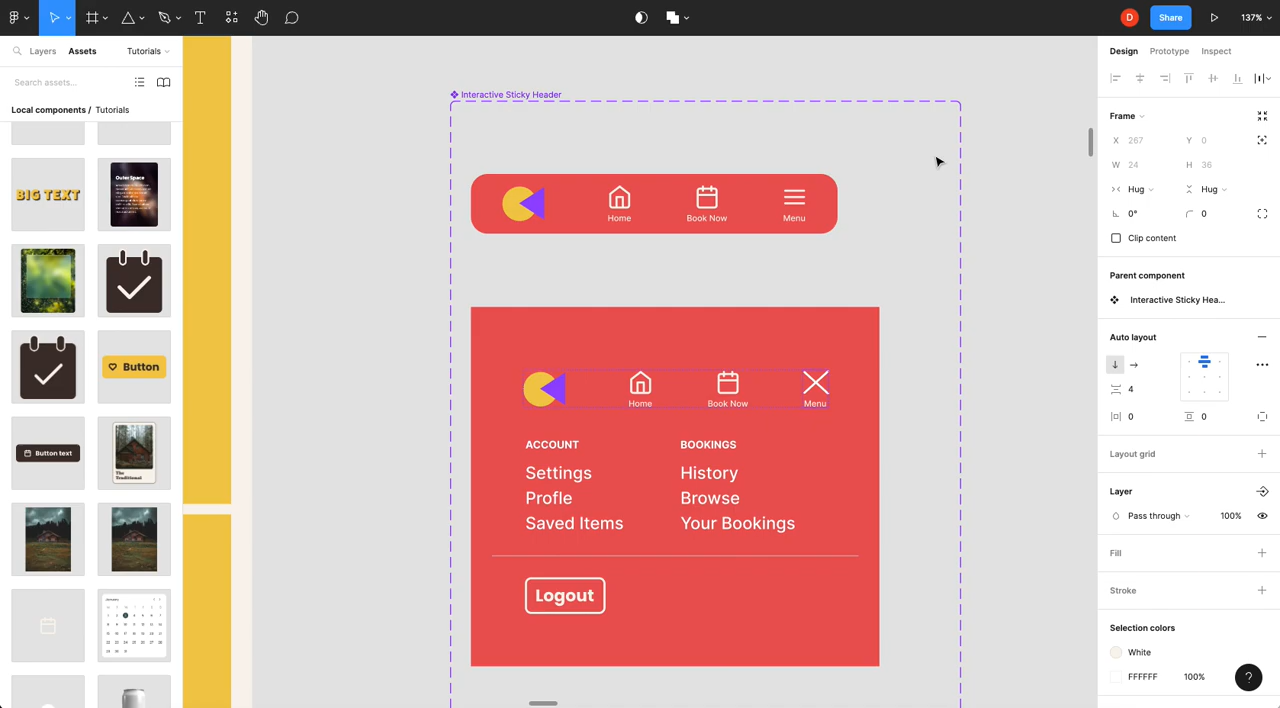 D
Share
137%
Layers
Assets
Tutorials
Search assets...
Local components / Tutorials
BIG TEXT
Outer Space
Button
Button text
The
Traditional
January
Interactive Sticky Header
Home
Book Now
Menu
Home
Book Now
Menu
ACCOUNT
BOOKINGS
Settings
History
Profle
Browse
Saved Items
Your Bookings
Logout
Design
Prototype
Inspect
Frame
X 267
Y 0
W 24
H 36
Hug
Hug
0°
0
Clip content
Parent component
Interactive Sticky Hea...
Auto layout
4
0
0
Layout grid
Layer
Pass through
100%
Fill
Stroke
Selection colors
White
FFFFFF
100%
?